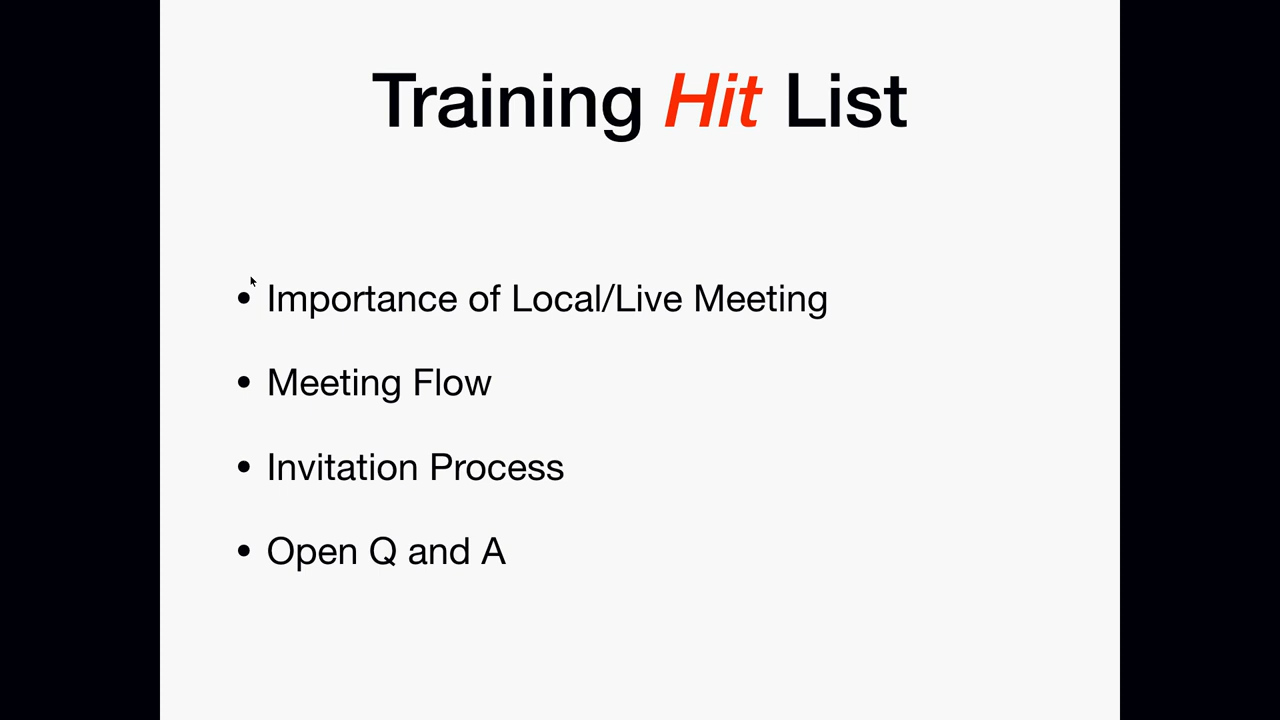 Training Hit List
• Importance of Local/Live Meeting
• Meeting Flow
• Invitation Process
• Open Q and A